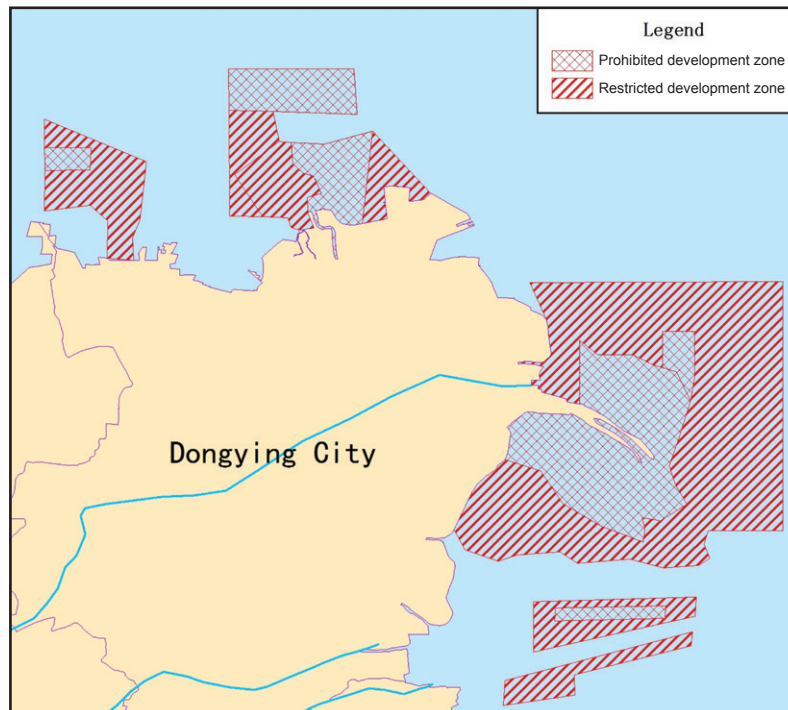 Legend
Prohibited development zone
Restricted development zone
Dongying City